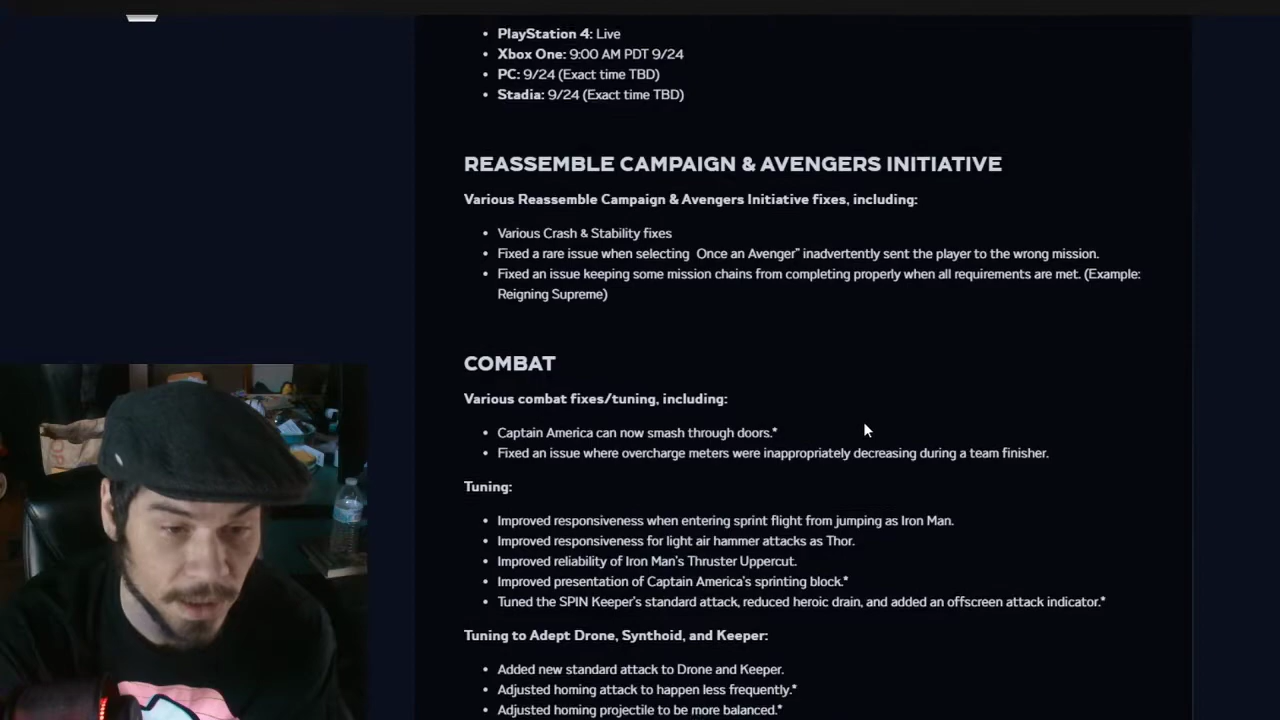 PlayStation 4: Live
Xbox One: 9:00 AM PDT 9/24
PC: 9/24 (Exact time TBD)
Stadia: 9/24 (Exact time TBD)
REASSEMBLE CAMPAIGN & AVENGERS INITIATIVE
Various Reassemble Campaign & Avengers Initiative fixes, including:
Various Crash & Stability fixes
Fixed a rare issue when selecting  Once an Avenger" inadvertently sent the player to the wrong mission.
Fixed an issue keeping some mission chains from completing properly when all requirements are met. (Example:
Reigning Supreme)
COMBAT
Various combat fixes/tuning, including:
Captain America can now smash through doors.*
Fixed an issue where overcharge meters were inappropriately decreasing during a team finisher.
Tuning:
Improved responsiveness when entering sprint flight from jumping as Iron Man.
Improved responsiveness for light air hammer attacks as Thor.
Improved reliability of Iron Man's Thruster Uppercut.
Improved presentation of Captain America's sprinting block.*
Tuned the SPIN Keeper's standard attack, reduced heroic drain, and added an offscreen attack indicator.*
Tuning to Adept Drone, Synthoid, and Keeper:
Added new standard attack to Drone and Keeper.
Adjusted homing attack to happen less frequently.*
Adjusted homing projectile to be more balanced.*